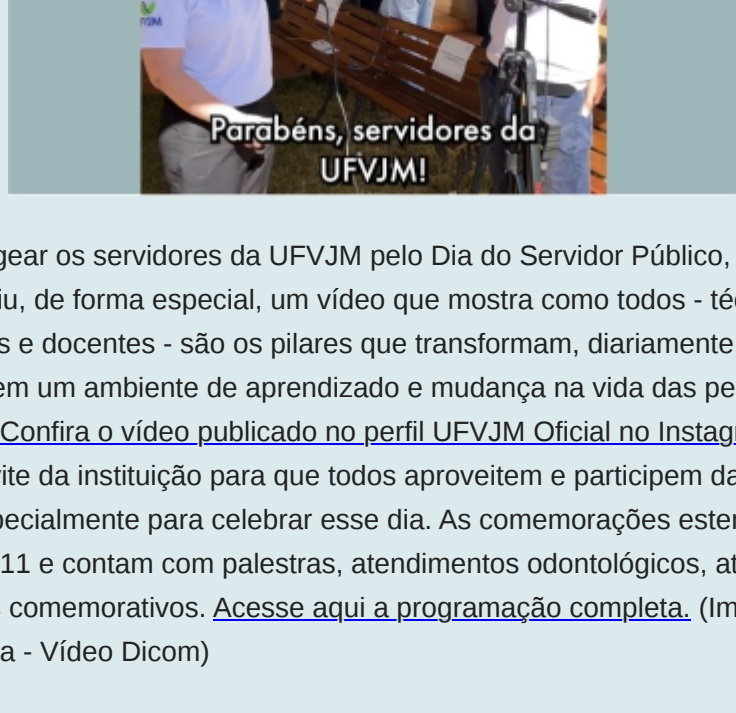 UFVJM
Parabéns, servidores da
UFVJM!
gear os servidores da UFVJM pelo Dia do Servidor Público,
iu, de forma especial, um vídeo que mostra como todos - té
s e docentes - são os pilares que transformam, diariamente
em um ambiente de aprendizado e mudança na vida das pe
Confira o vídeo publicado no perfil UFVJM Oficial no Instag
ite da instituição para que todos aproveitem e participem da
pecialmente para celebrar esse dia. As comemorações este
11 e contam com palestras, atendimentos odontológicos, at
s comemorativos. Acesse aqui a programação completa. (Im
a - Vídeo Dicom)